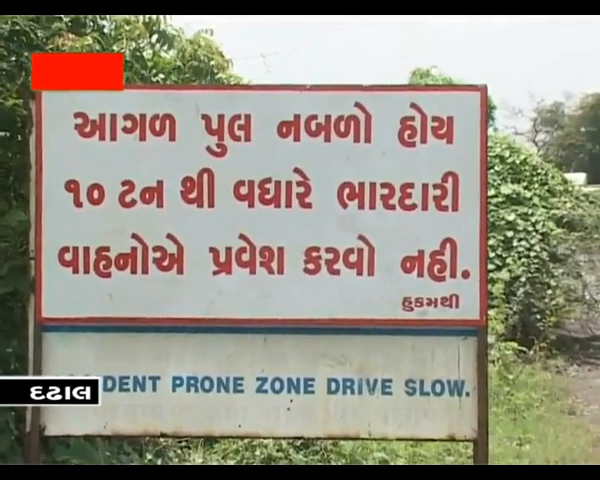 આગળ પુલ નબળો હોય
૧૦ ટન થી વધારે ભારદારી
વાહનોએ પ્રવેશ કરવો નહી.
હુકમથી
DENT PRONE ZONE DRIVE SLOW.
દઢાલ